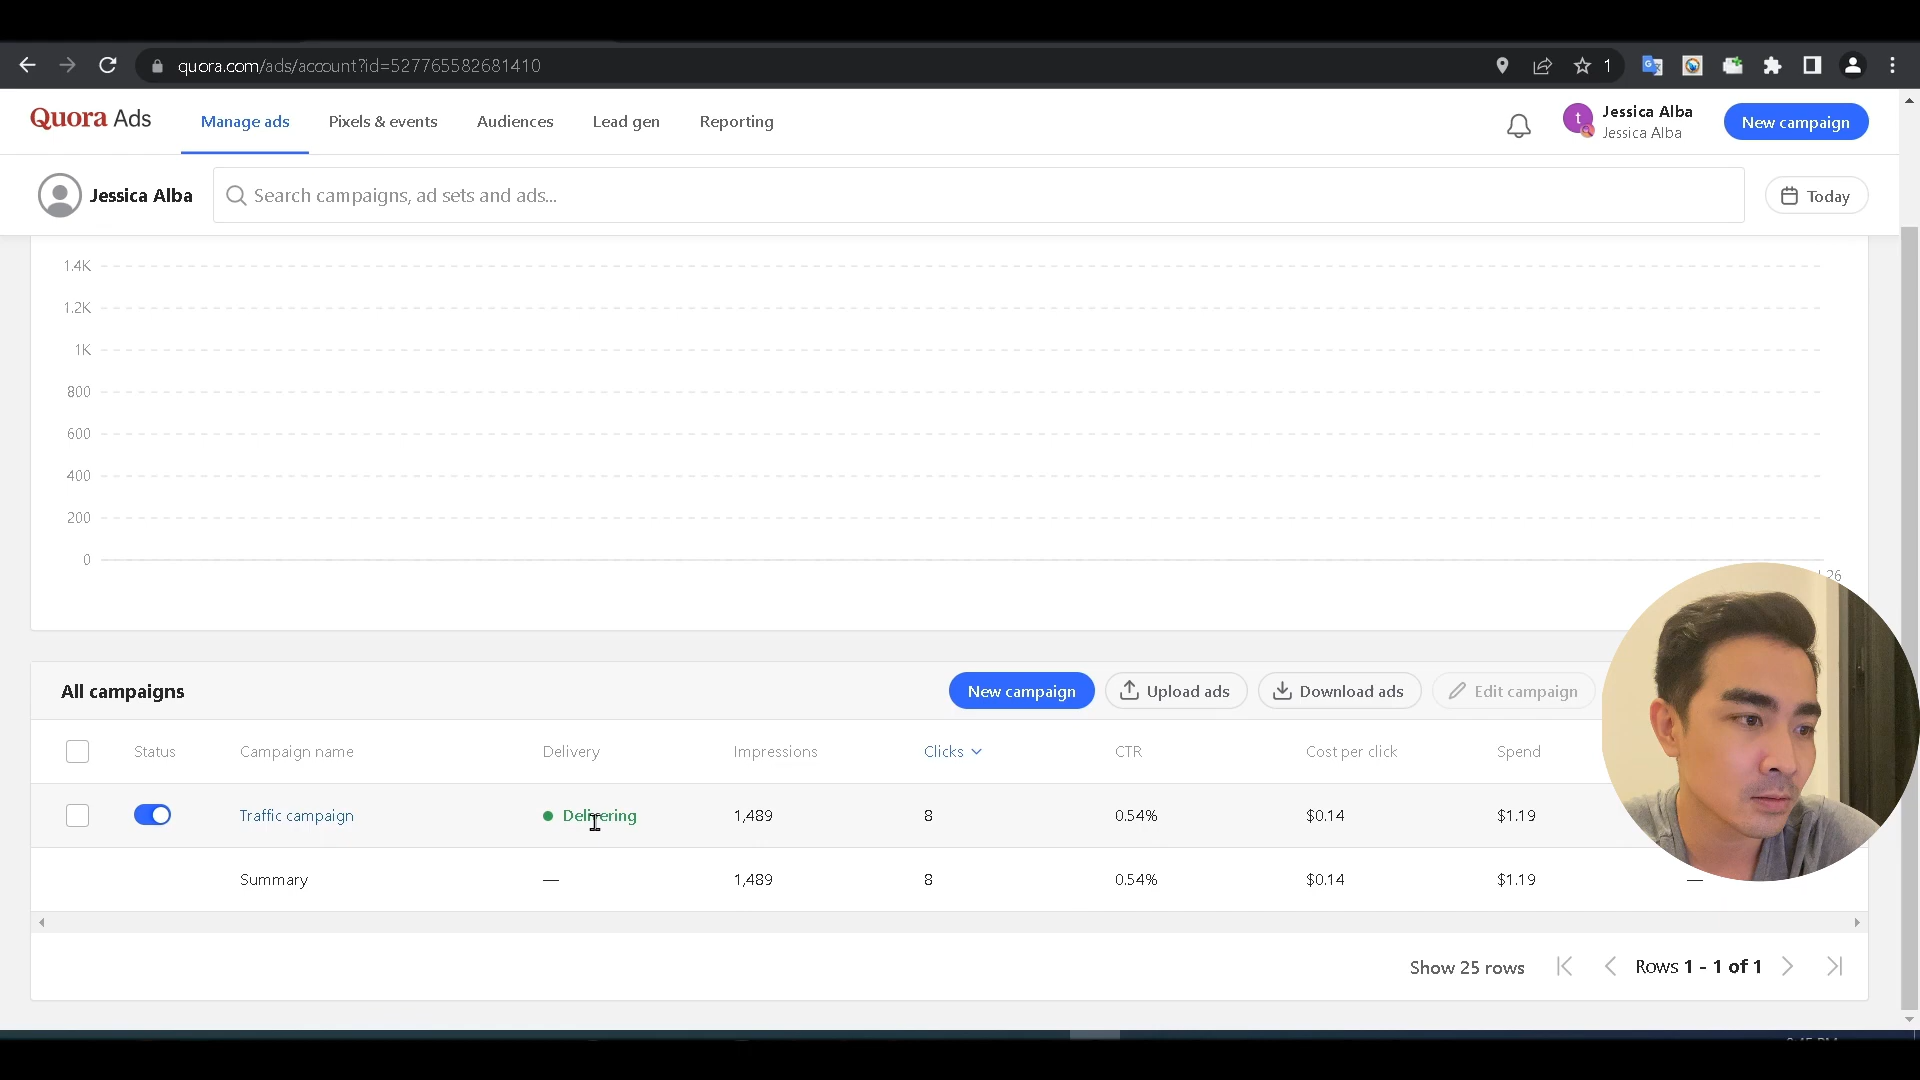 quora.com/ads/account?id=527765582681410
1
Quora Ads
Manage ads
Pixels & events
Audiences
Lead gen
Reporting
t
Jessica Alba
Jessica Alba
New campaign
Jessica Alba
Search campaigns, ad sets and ads...
Today
1.4K
1.2K
1K
800
600
400
200
0
26
All campaigns
New campaign
Upload ads
Download ads
Edit campaign
Status Campaign name Delivery Impressions Clicks CTR Cost per click Spend
Traffic campaign Delivering 1,489 8 0.54% $0.14 $1.19
Summary — 1,489 8 0.54% $0.14 $1.19 —
Show 25 rows
Rows 1 - 1 of 1